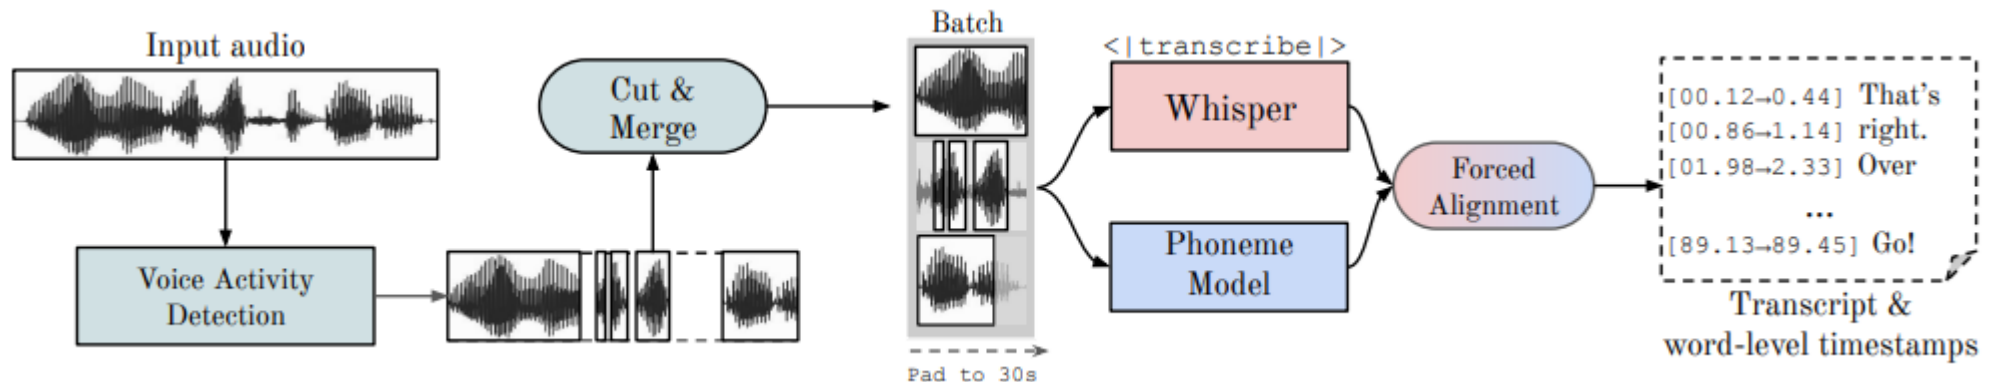 Input audio
Voice Activity
Detection
Cut &
Merge
Batch
Pad to 30s
<|transcribe|>
Whisper
Phoneme
Model
Forced
Alignment
[00.12→0.44] That's
[00.86→1.14] right.
[01.98→2.33] Over
...
[89.13→89.45] Go!
Transcript &
word-level timestamps